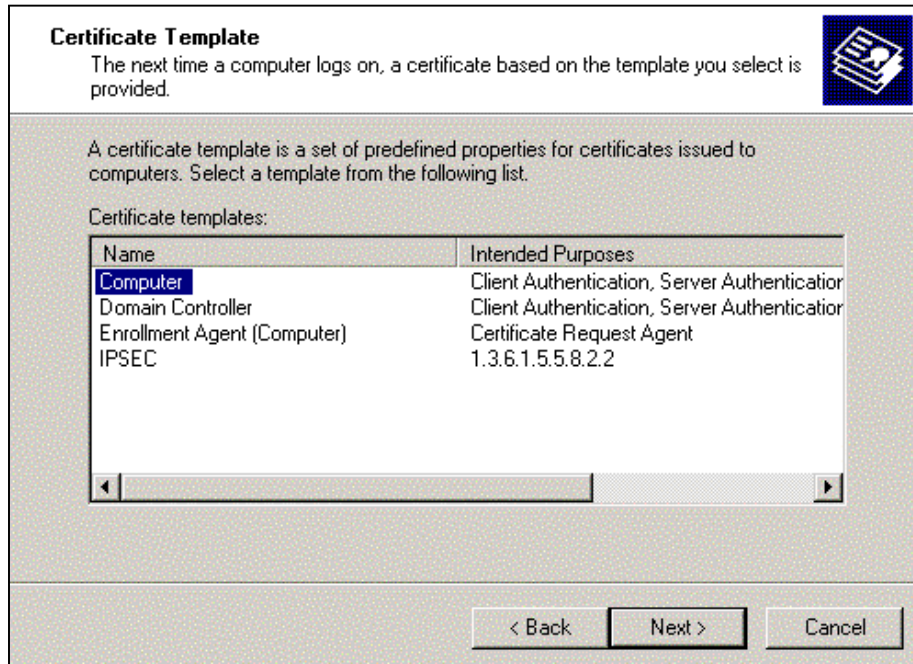 Certificate Template
The next time a computer logs on, a certificate based on the template you select is
provided.
A certificate template is a set of predefined properties for certificates issued to
computers. Select a template from the following list.
Certificate templates:
Name Intended Purposes
Computer Client Authentication, Server Authentication
Domain Controller Client Authentication, Server Authentication
Enrollment Agent (Computer) Certificate Request Agent
IPSEC 1.3.6.1.5.5.8.2.2
< Back Next > Cancel